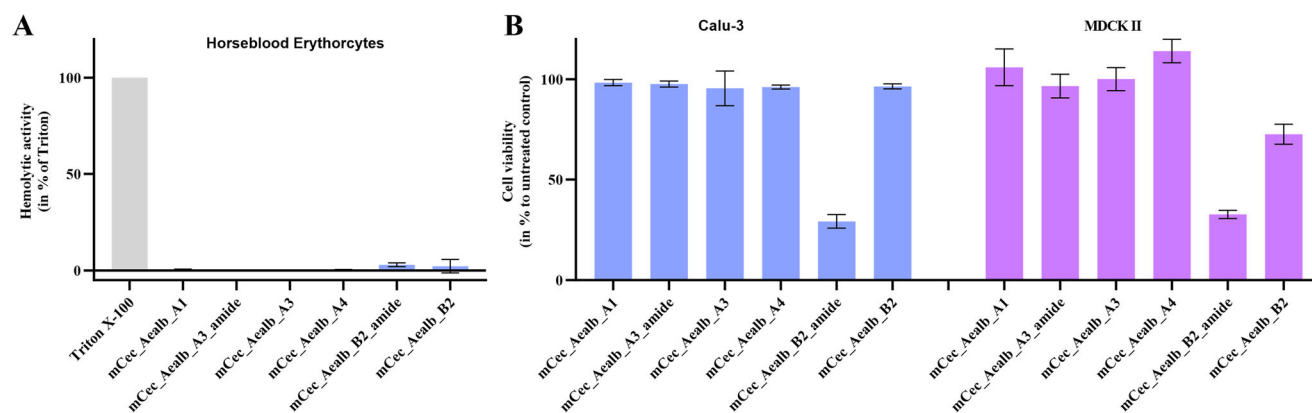 A
Horseblood Erythorcytes
Hemolytic activity
(in % of Triton)
100
50
0
Triton X-100
mCec_Aealb_A1
mCec_Aealb_A3_amide
mCec_Aealb_A3
mCec_Aealb_A4
mCec_Aealb_B2_amide
mCec_Aealb_B2
B
Calu-3
MDCK II
Cell viability
(in % to untreated control)
100
50
0
mCec_Aealb_A1
mCec_Aealb_A3_amide
mCec_Aealb_A3
mCec_Aealb_A4
mCec_Aealb_B2_amide
mCec_Aealb_B2
mCec_Aealb_A1
mCec_Aealb_A3_amide
mCec_Aealb_A3
mCec_Aealb_A4
mCec_Aealb_B2_amide
mCec_Aealb_B2